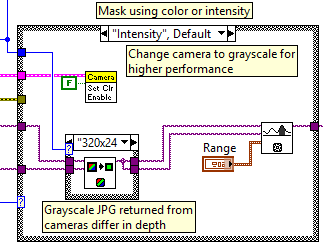 Mask using color or intensity
"Intensity", Default
Change camera to grayscale for
higher performance
Camera
Set Clr
Enable
F
"320x24
?
Range
Grayscale JPG returned from
cameras differ in depth
?